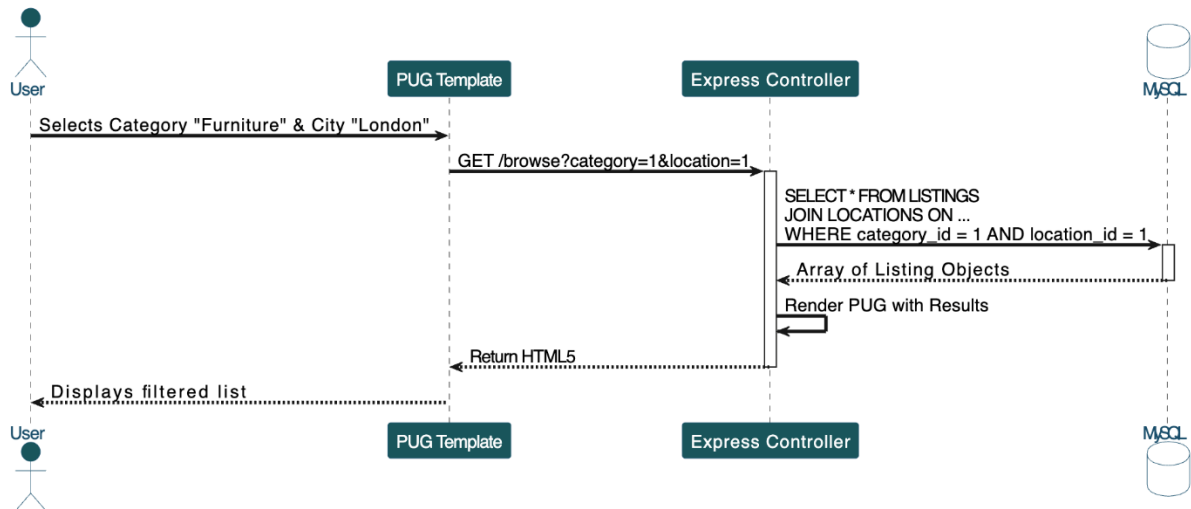 User
PUG Template
Express Controller
MySQL
Selects Category "Furniture" & City "London"
GET /browse?category=1&location=1
SELECT * FROM LISTINGS
JOIN LOCATIONS ON ...
WHERE category_id = 1 AND location_id = 1
Array of Listing Objects
Render PUG with Results
Return HTML5
Displays filtered list
User
PUG Template
Express Controller
MySQL